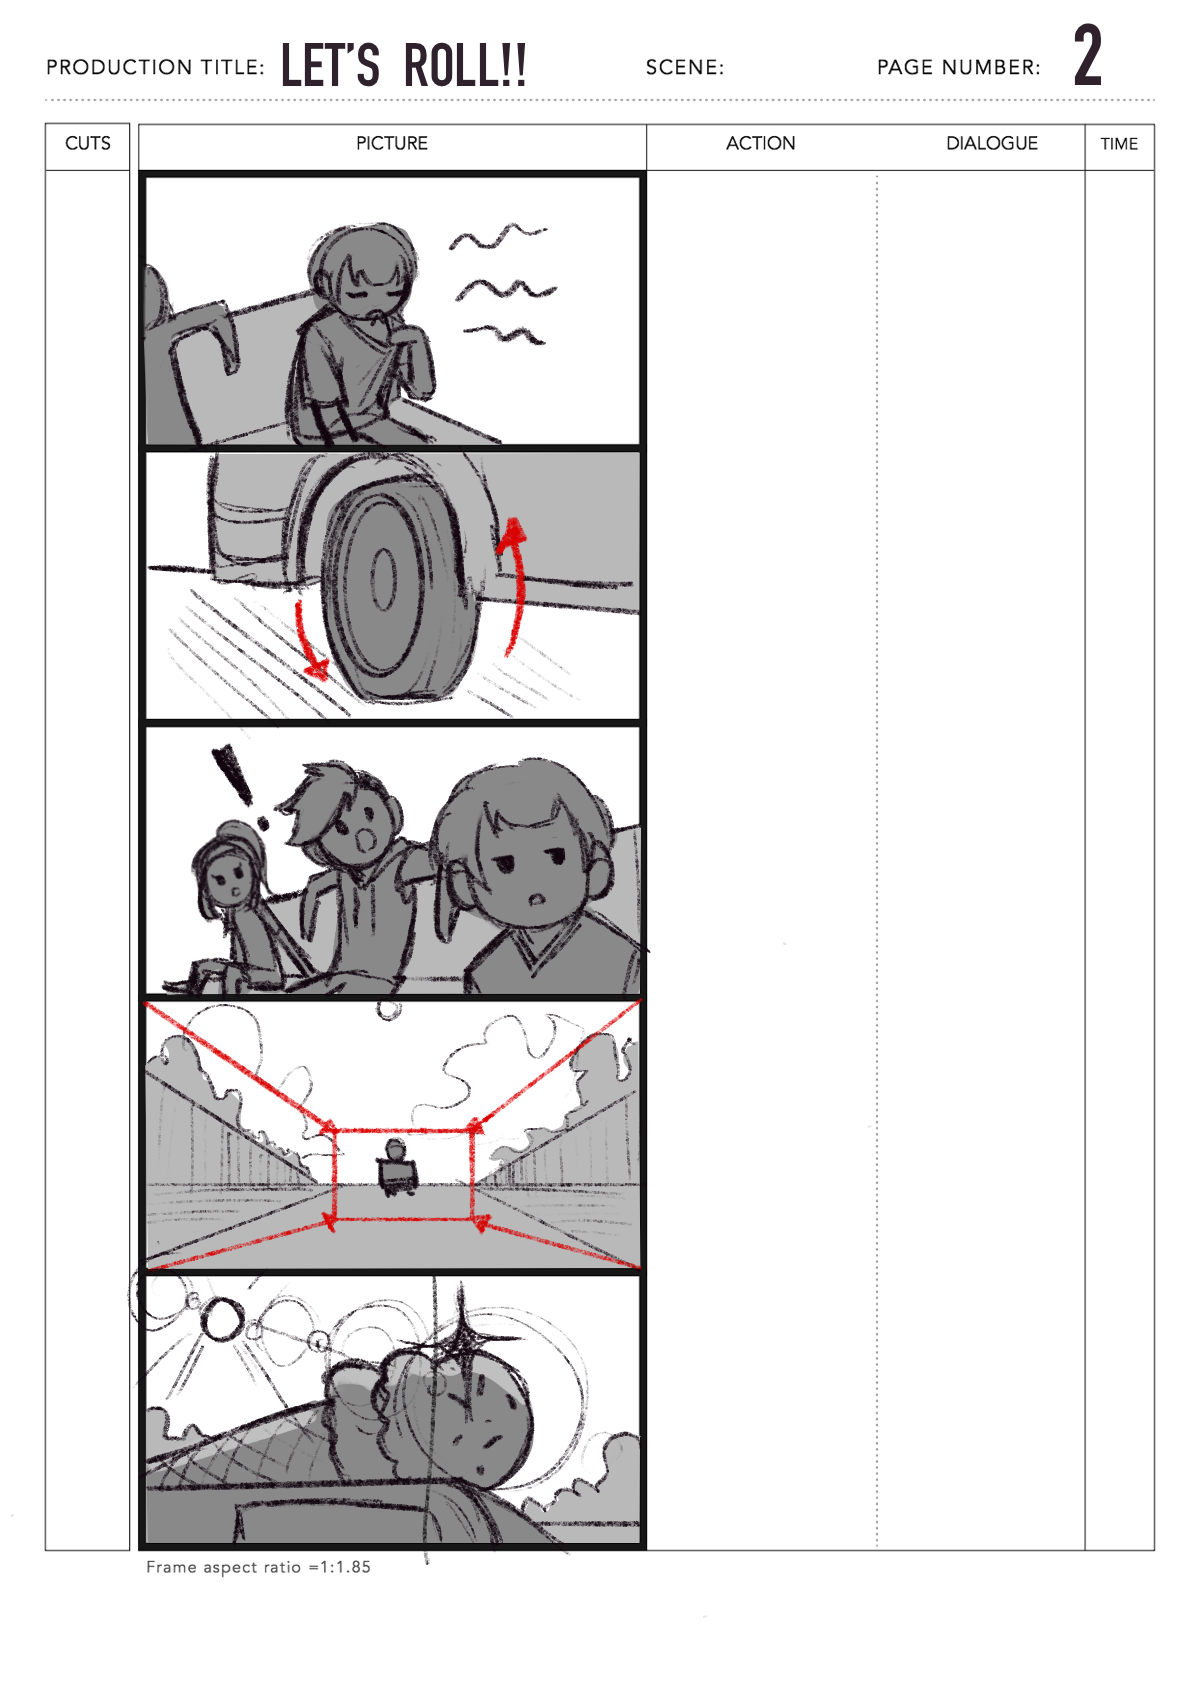 PRODUCTION TITLE: LET'S ROLL!! SCENE: PAGE NUMBER: 2
CUTS PICTURE ACTION DIALOGUE TIME
!
Frame aspect ratio =1:1.85